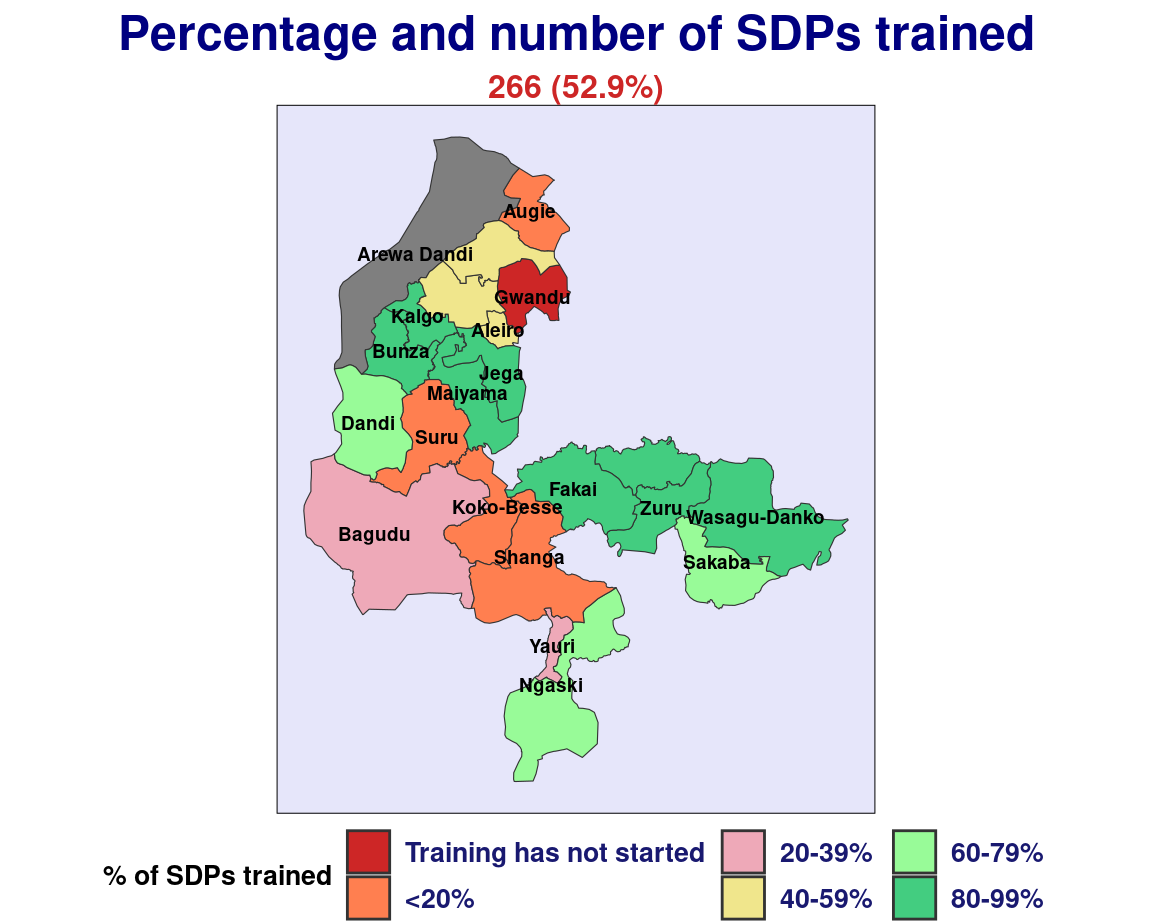 Percentage and number of SDPs trained
266 (52.9%)
Augie
Arewa Dandi
Gwandu
Kalgo
Aleiro
Bunza
Jega
Maiyama
Dandi
Suru
Fakai
Koko-Besse
Zuru
Wasagu-Danko
Bagudu
Shanga
Sakaba
Yauri
Ngaski
% of SDPs trained
Training has not started
<20%
20-39%
40-59%
60-79%
80-99%